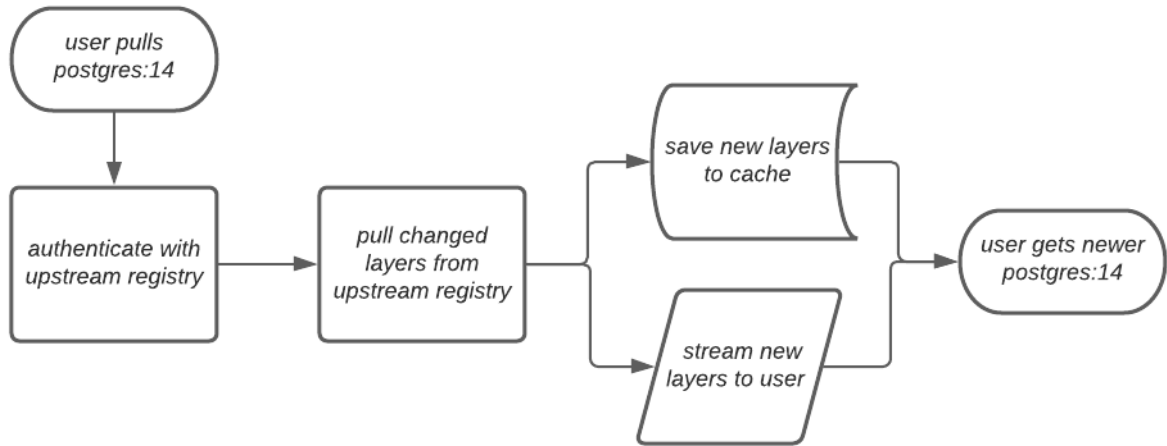 user pulls
postgres:14
authenticate with
upstream registry
pull changed
layers from
upstream registry
save new layers
to cache
stream new
layers to user
user gets newer
postgres:14